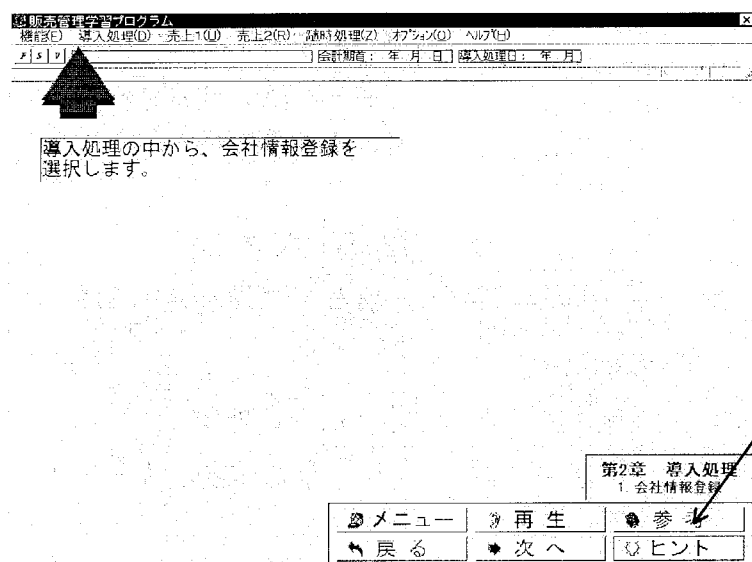 販売管理学習プログラム
機能(F) 導入処理(D) 売上1(U) 売上2(R) 随時処理(Z) オプション(O) ヘルプ(H)
F S V 会計期首: 年 月 日 導入処理日: 年 月
導入処理の中から、会社情報登録を
選択します。
第2章 導入処理
1. 会社情報登録
メニュー 再生 参考
戻る 次へ ヒント